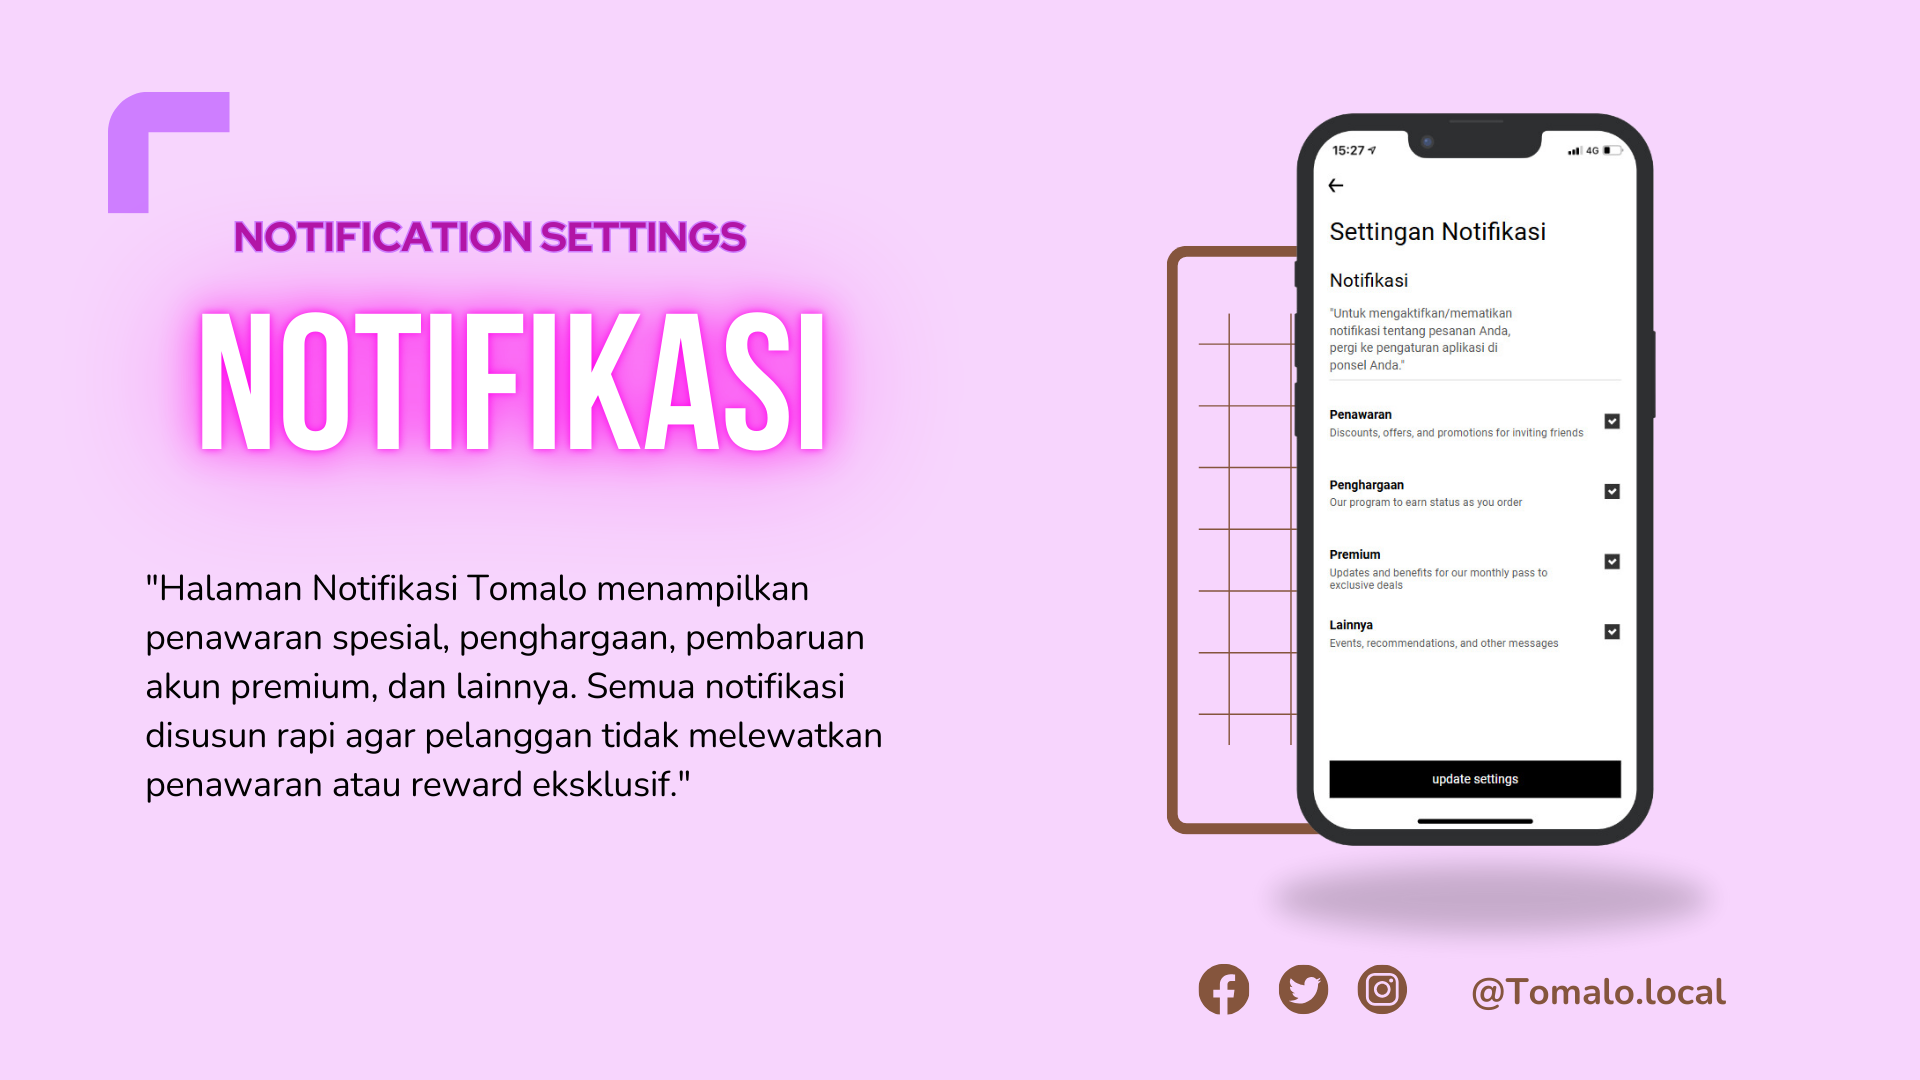 NOTIFICATION SETTINGS
NOTIFIKASI
"Halaman Notifikasi Tomalo menampilkan
penawaran spesial, penghargaan, pembaruan
akun premium, dan lainnya. Semua notifikasi
disusun rapi agar pelanggan tidak melewatkan
penawaran atau reward eksklusif."
15:27
4G
Settingan Notifikasi
Notifikasi
"Untuk mengaktifkan/mematikan
notifikasi tentang pesanan Anda,
pergi ke pengaturan aplikasi di
ponsel Anda."
Penawaran
Discounts, offers, and promotions for inviting friends
Penghargaan
Our program to earn status as you order
Premium
Updates and benefits for our monthly pass to
exclusive deals
Lainnya
Events, recommendations, and other messages
update settings
@Tomalo.local